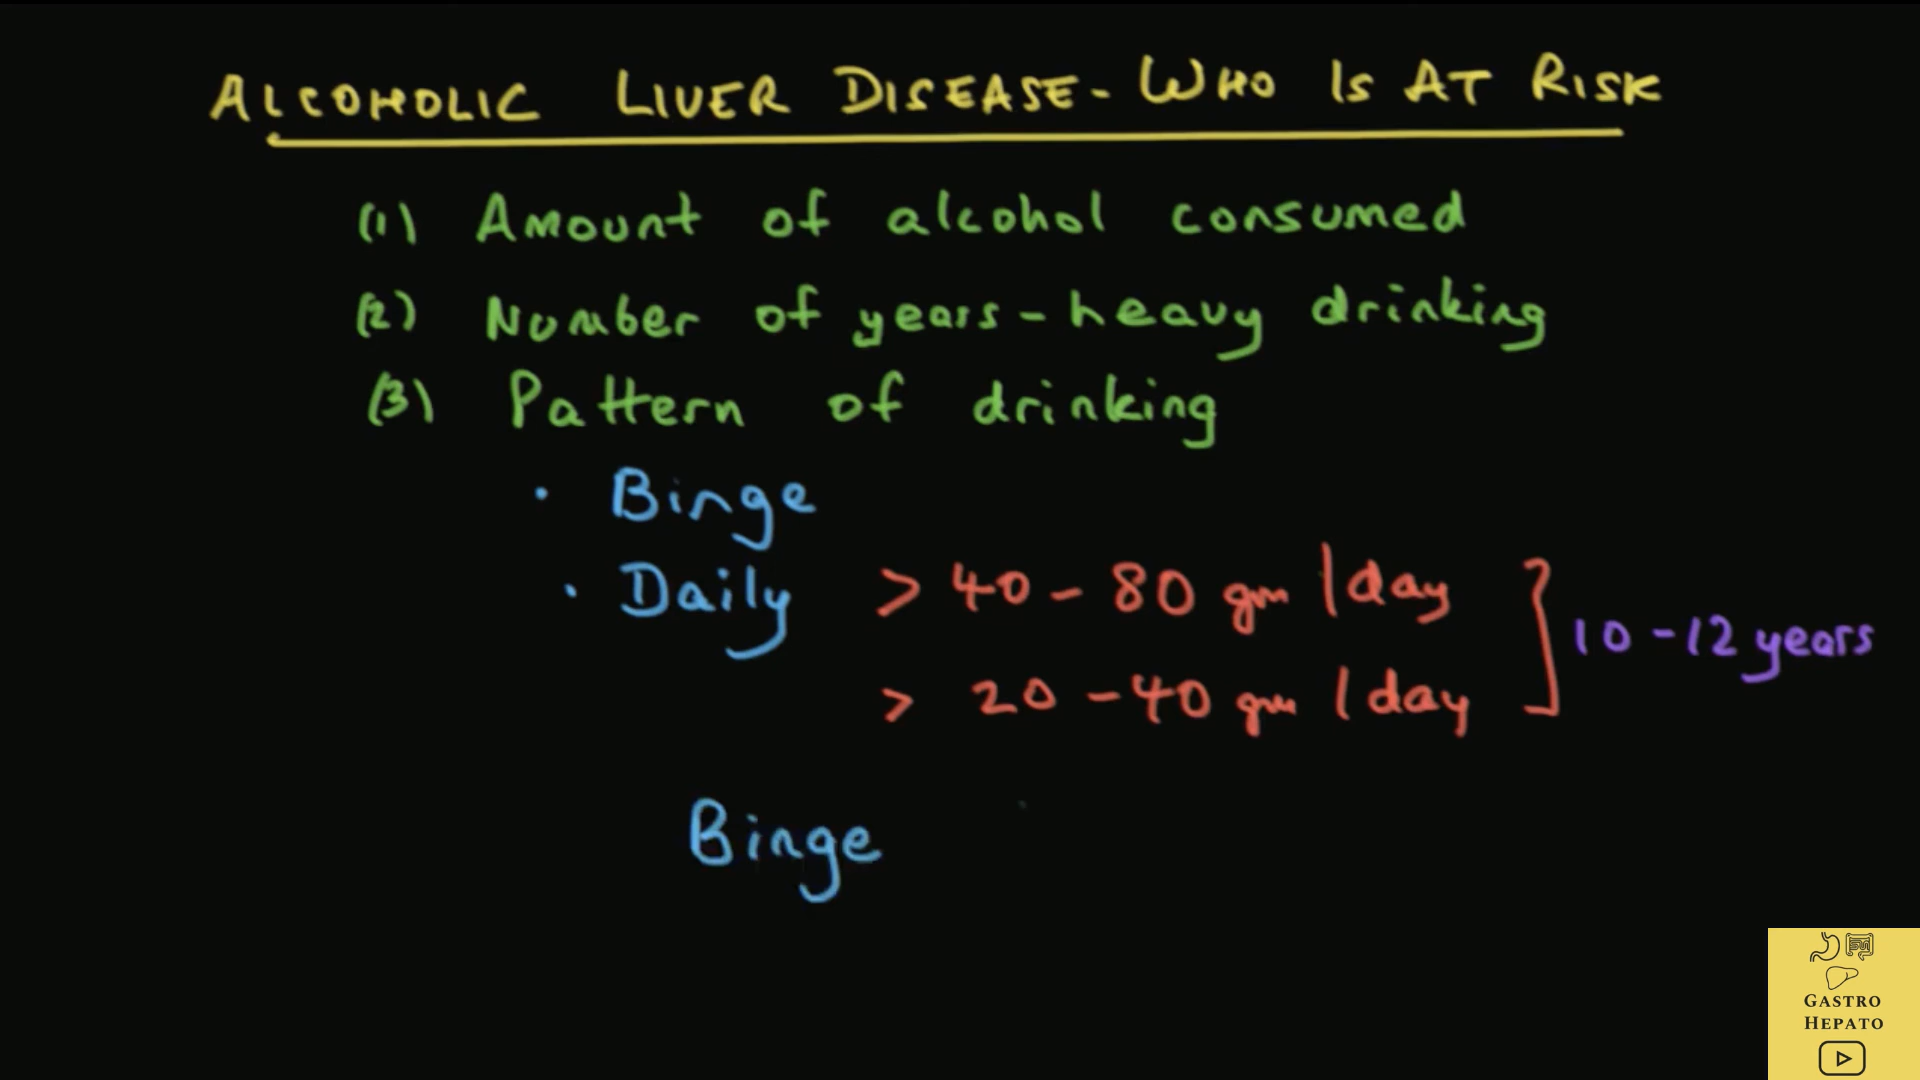 ALCOHOLIC LIVER DISEASE - WHO IS AT RISK
(1) Amount of alcohol consumed
(2) Number of years - heavy drinking
(3) Pattern of drinking
• Binge
• Daily > 40 - 80 gm / day
> 20 - 40 gm / day
10 - 12 years
Binge
GASTRO
HEPATO